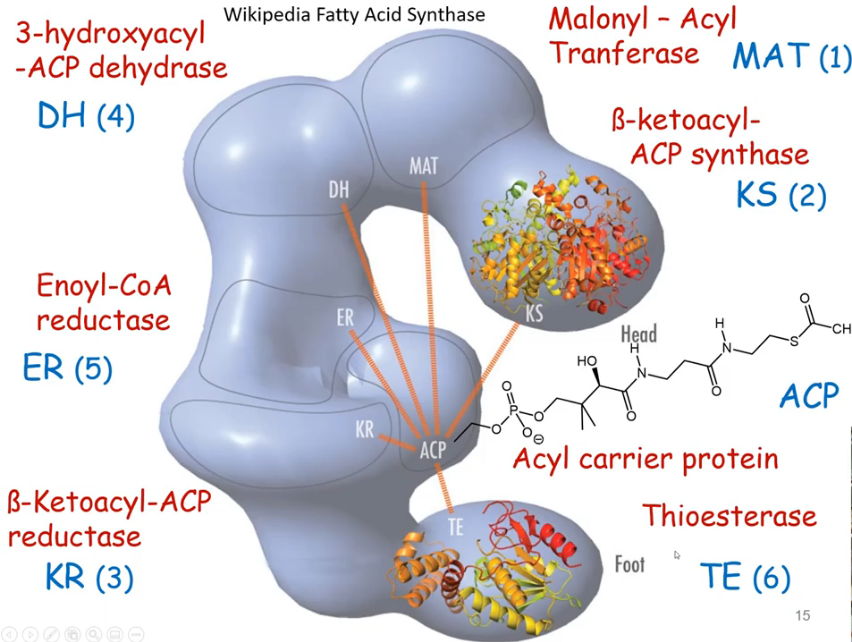 Wikipedia Fatty Acid Synthase
3-hydroxyacyl
-ACP dehydrase
DH (4)
Malonyl – Acyl
Tranferase
MAT (1)
ß-ketoacyl-
ACP synthase
KS (2)
MAT
DH
Enoyl-CoA
reductase
ER (5)
ER
KS
Head
O
CH
H
N
S
H
N
HO
O
O
O
P
O
O
O
⊖
ACP
KR
ACP
Acyl carrier protein
ß-Ketoacyl-ACP
reductase
KR (3)
TE
Thioesterase
Foot
TE (6)
15